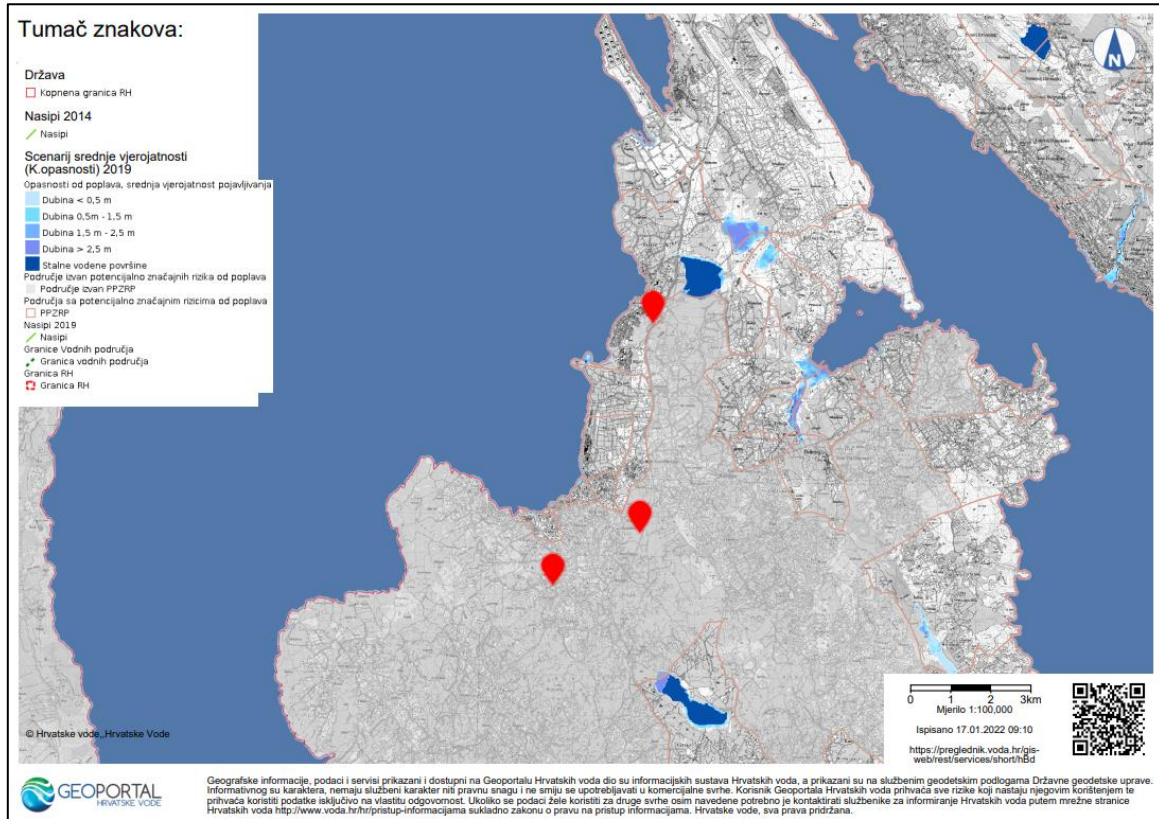 Tumač znakova:
Država
Kopnena granica RH
Nasipi 2014
Nasipi
Scenarij srednje vjerojatnosti
(K.opasnosti) 2019
Opasnosti od poplava, srednja vjerojatnost pojavljivanja
Dubina < 0,5 m
Dubina 0,5m - 1,5 m
Dubina 1,5 m - 2,5 m
Dubina > 2,5 m
Stalne vodene površine
Područje izvan potencijalno značajnih rizika od poplava
Područje izvan PPZRP
Područja sa potencijalno značajnim rizicima od poplava
PPZRP
Nasipi 2019
Nasipi
Granice Vodnih područja
Granica vodnih područja
Granica RH
Granica RH
N
© Hrvatske vode,,Hrvatske Vode
0 1 2 3km
Mjerilo 1:100,000
Ispisano 17.01.2022 09:10
https://preglednik.voda.hr/gis-
web/rest/services/short/hBd
GEOPORTAL
HRVATSKE VODE
Geografske informacije, podaci i servisi prikazani i dostupni na Geoportalu Hrvatskih voda dio su informacijskih sustava Hrvatskih voda, a prikazani su na službenim geodetskim podlogama Državne geodetske uprave.
Informativnog su karaktera, nemaju službeni karakter niti pravnu snagu i ne smiju se upotrebljavati u komercijalne svrhe. Korisnik Geoportala Hrvatskih voda prihvaća sve rizike koji nastaju njegovim korištenjem te
prihvaća koristiti podatke isključivo na vlastitu odgovornost. Ukoliko se podaci žele koristiti za druge svrhe osim navedene potrebno je kontaktirati službenike za informiranje Hrvatskih voda putem mrežne stranice
Hrvatskih voda http://www.voda.hr/hr/pristup-informacijama sukladno zakonu o pravu na pristup informacijama. Hrvatske vode, sva prava pridržana.